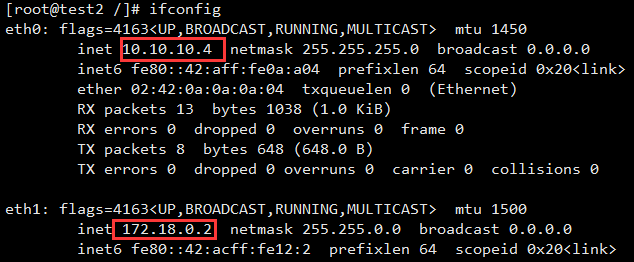 [root@test2 /]# ifconfig
eth0: flags=4163<UP,BROADCAST,RUNNING,MULTICAST>  mtu 1450
        inet 10.10.10.4  netmask 255.255.255.0  broadcast 0.0.0.0
        inet6 fe80::42:aff:fe0a:a04  prefixlen 64  scopeid 0x20<link>
        ether 02:42:0a:0a:0a:04  txqueuelen 0  (Ethernet)
        RX packets 13  bytes 1038 (1.0 KiB)
        RX errors 0  dropped 0  overruns 0  frame 0
        TX packets 8  bytes 648 (648.0 B)
        TX errors 0  dropped 0 overruns 0  carrier 0  collisions 0

eth1: flags=4163<UP,BROADCAST,RUNNING,MULTICAST>  mtu 1500
        inet 172.18.0.2  netmask 255.255.0.0  broadcast 0.0.0.0
        inet6 fe80::42:acff:fe12:2  prefixlen 64  scopeid 0x20<link>